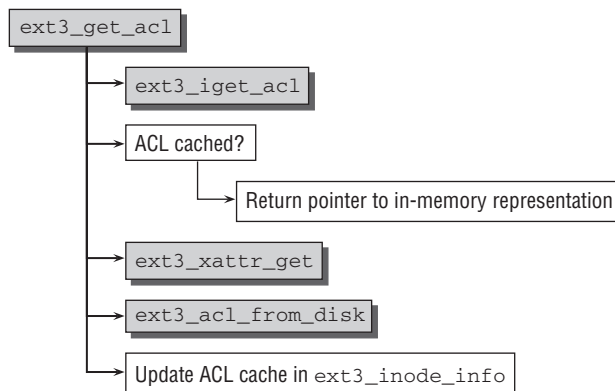 ext3_get_acl
ext3_iget_acl
ACL cached?
Return pointer to in-memory representation
ext3_xattr_get
ext3_acl_from_disk
Update ACL cache in ext3_inode_info